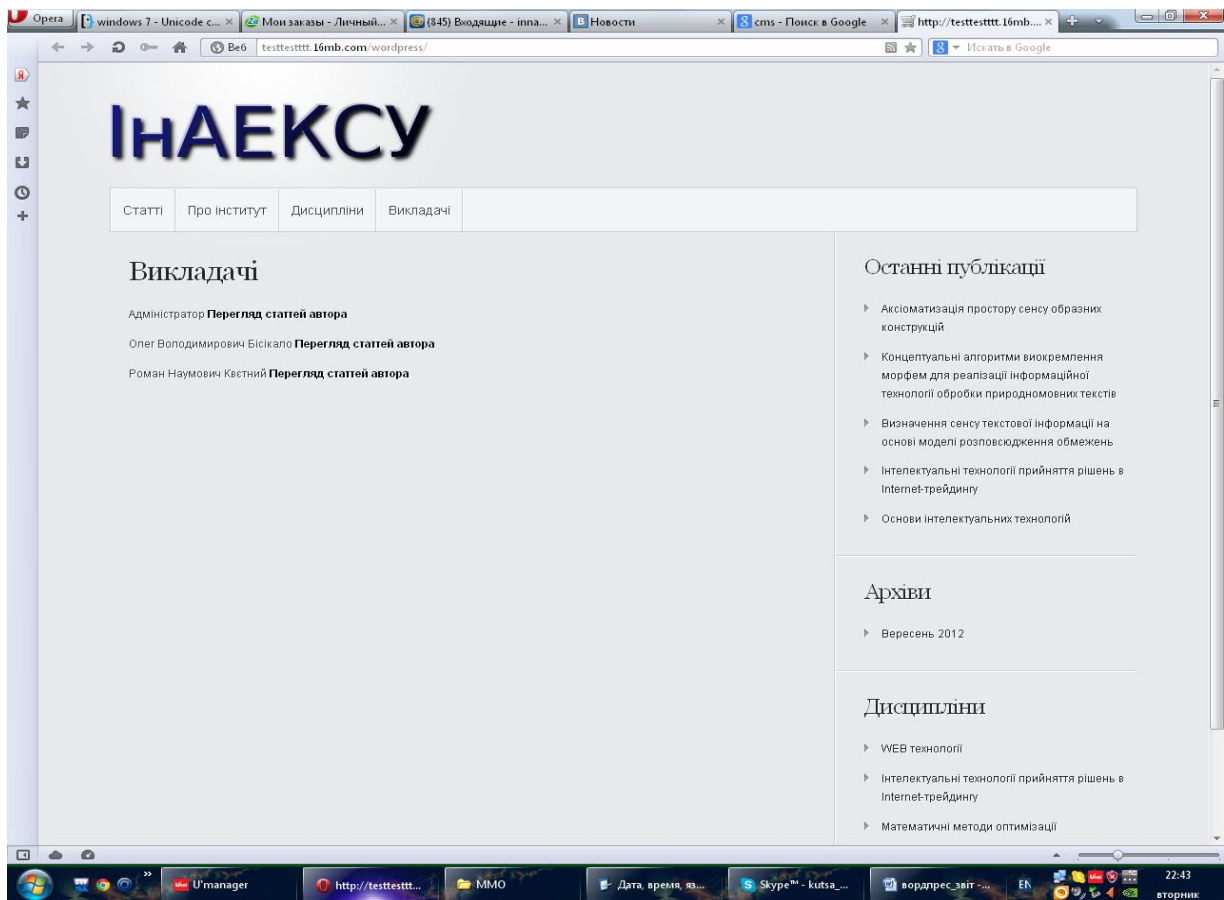 Opera
windows 7 - Unicode c...
Мои заказы - Личный...
(845) Входящие - inna...
Новости
cms - Поиск в Google
http://testtesttt.16mb....
Веб testtesttt.16mb.com/wordpress/
Искать в Google
ІнАЕКСУ
Статті Про інститут Дисципліни Викладачі
Викладачі
Адміністратор Перегляд статтей автора
Олег Володимирович Бісікало Перегляд статтей автора
Роман Наумович Квєтний Перегляд статтей автора
Останні публікації
Аксіоматизація простору сенсу образних
конструкцій
Концептуальні алгоритми виокремлення
морфем для реалізації інформаційної
технології обробки природномовних текстів
Визначення сенсу текстової інформації на
основі моделі розповсюдження обмежень
Інтелектуальні технології прийняття рішень в
Internet-трейдингу
Основи інтелектуальних технологій
Архіви
Вересень 2012
Дисципліни
WEB технології
Інтелектуальні технології прийняття рішень в
Internet-трейдингу
Математичні методи оптимізації
U'manager
http://testtesttt...
ММО
Дата, время, яз...
Skype™ - kutsa_...
вордпрес_звіт -...
EN
22:43
вторник